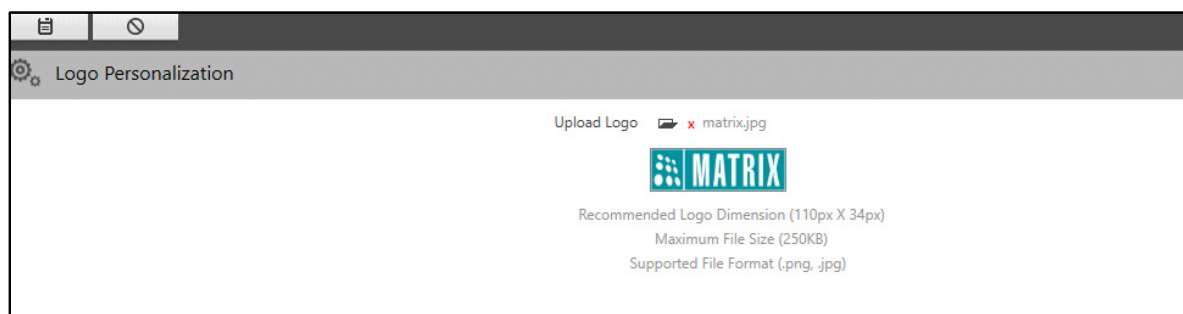 Logo Personalization
Upload Logo x matrix.jpg
MATRIX
Recommended Logo Dimension (110px X 34px)
Maximum File Size (250KB)
Supported File Format (.png, .jpg)